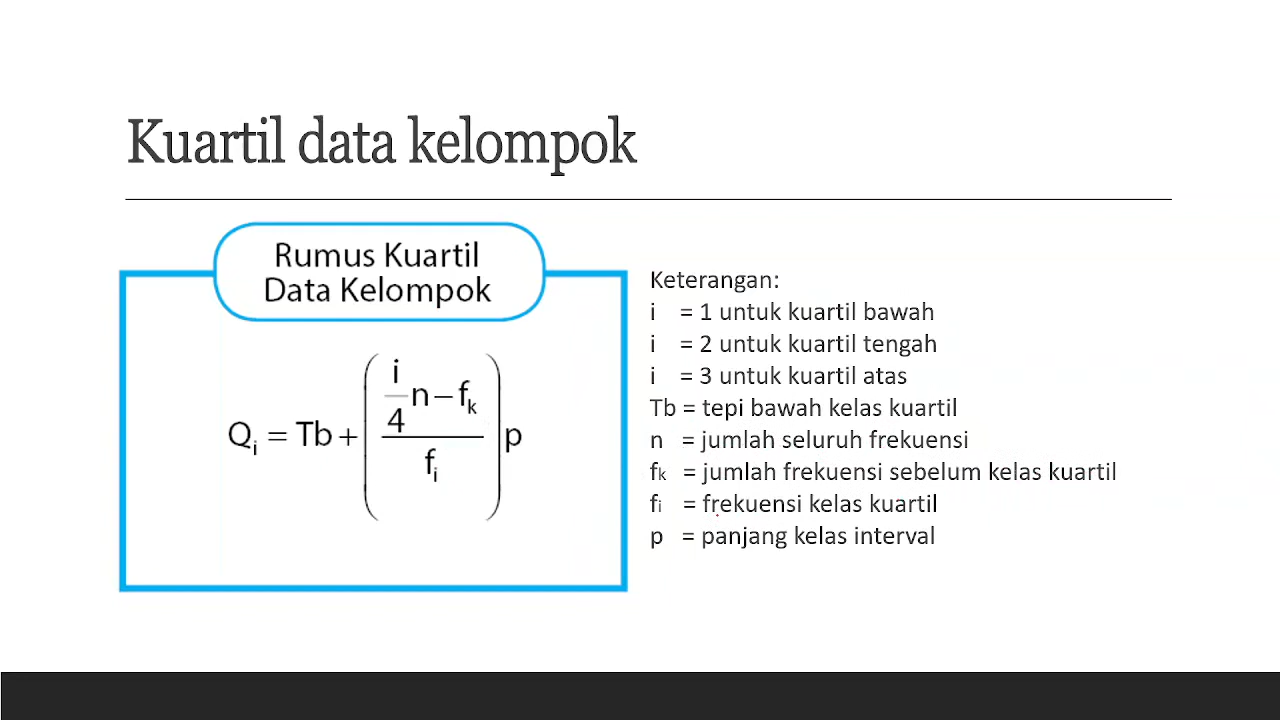 Kuartil data kelompok
Rumus Kuartil
Data Kelompok
Qi = Tb + ( (i/4 n − fk) / fi ) p
Keterangan:
i = 1 untuk kuartil bawah
i = 2 untuk kuartil tengah
i = 3 untuk kuartil atas
Tb = tepi bawah kelas kuartil
n = jumlah seluruh frekuensi
fk = jumlah frekuensi sebelum kelas kuartil
fi = frekuensi kelas kuartil
p = panjang kelas interval